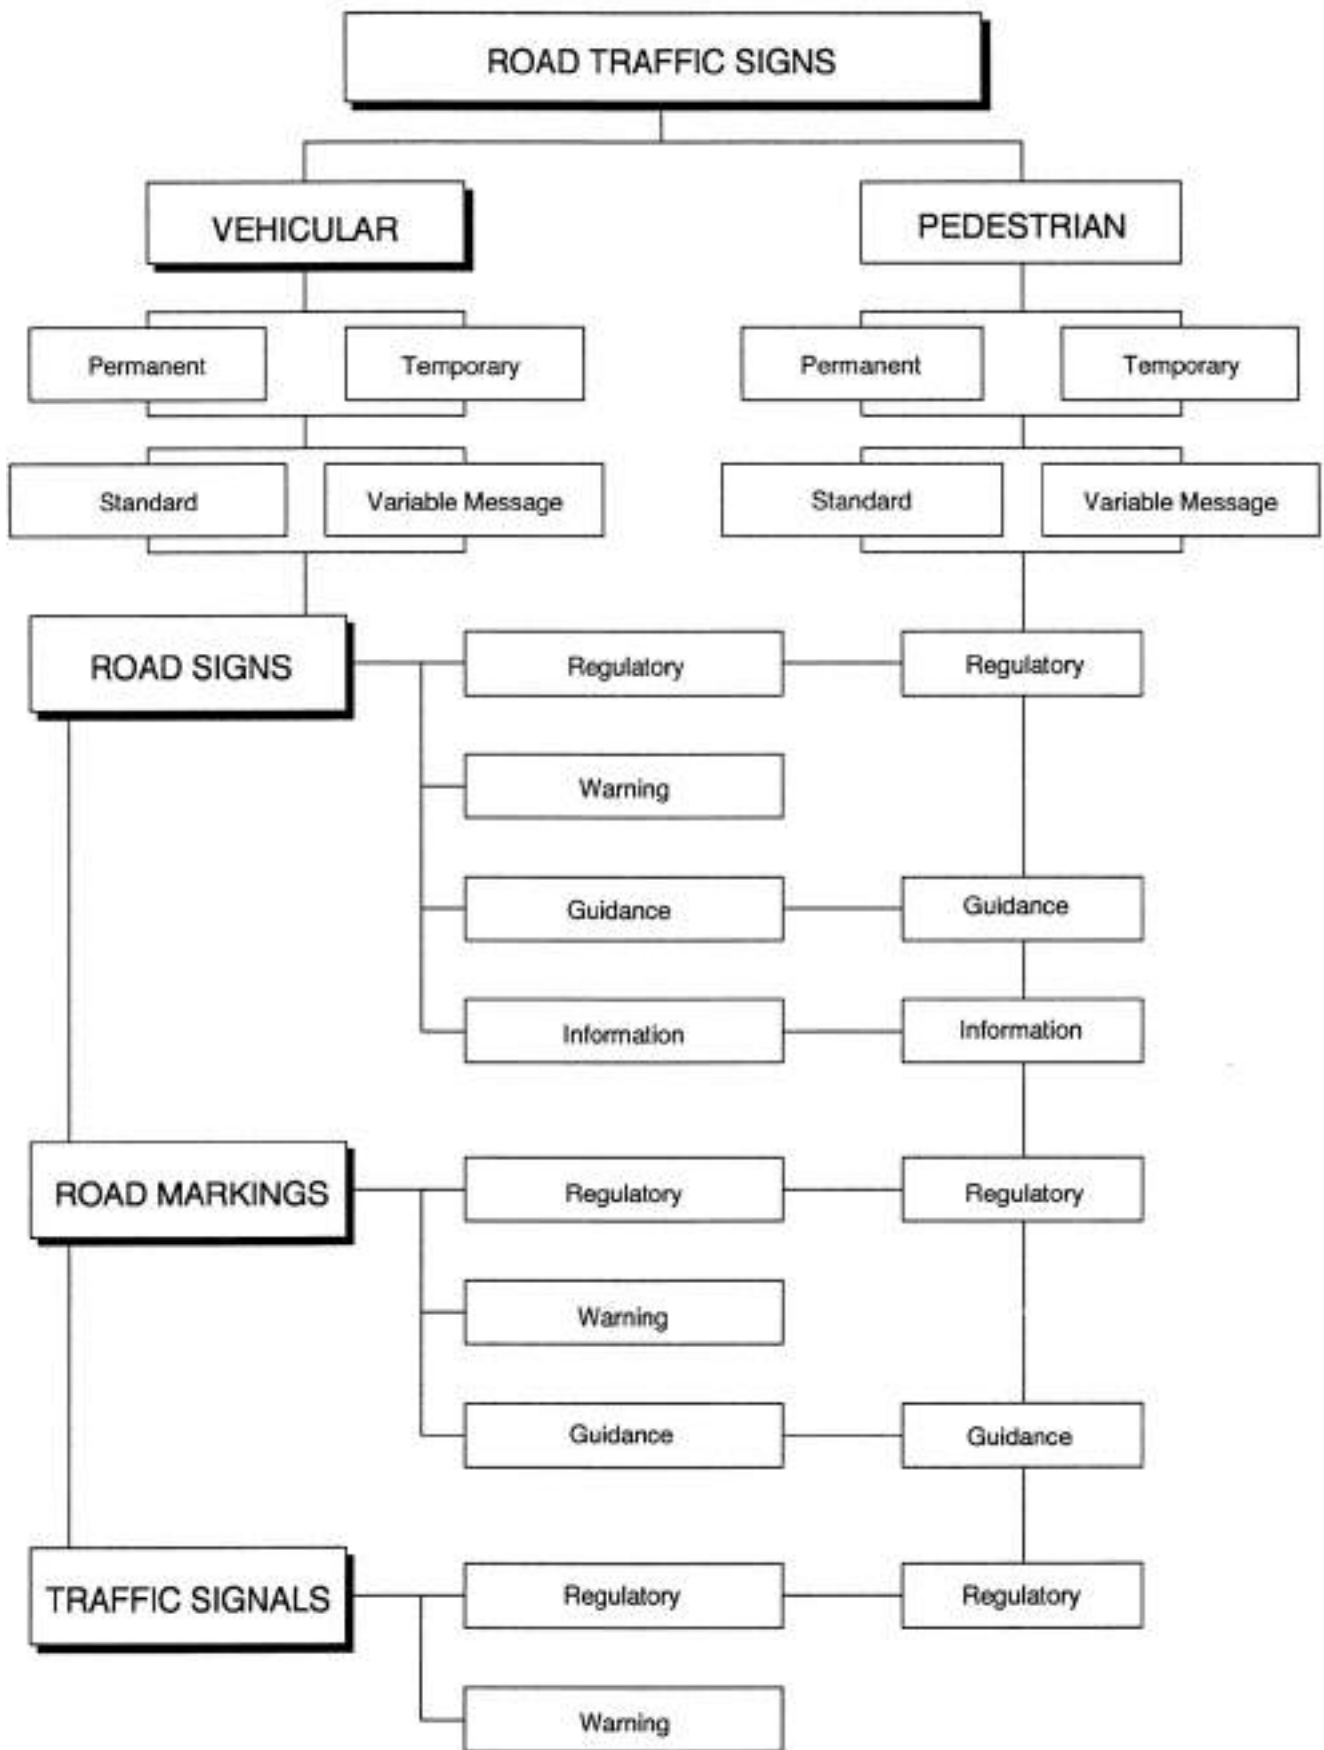 ROAD TRAFFIC SIGNS
VEHICULAR
PEDESTRIAN
Permanent
Temporary
Permanent
Temporary
Standard
Variable Message
Standard
Variable Message
ROAD SIGNS
Regulatory
Regulatory
Warning
Guidance
Guidance
Information
Information
ROAD MARKINGS
Regulatory
Regulatory
Warning
Guidance
Guidance
TRAFFIC SIGNALS
Regulatory
Regulatory
Warning